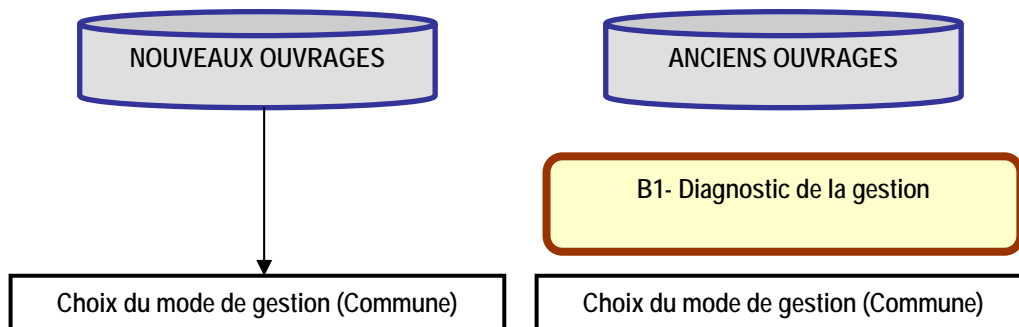 NOUVEAUX OUVRAGES
ANCIENS OUVRAGES
B1- Diagnostic de la gestion
Choix du mode de gestion (Commune)
Choix du mode de gestion (Commune)